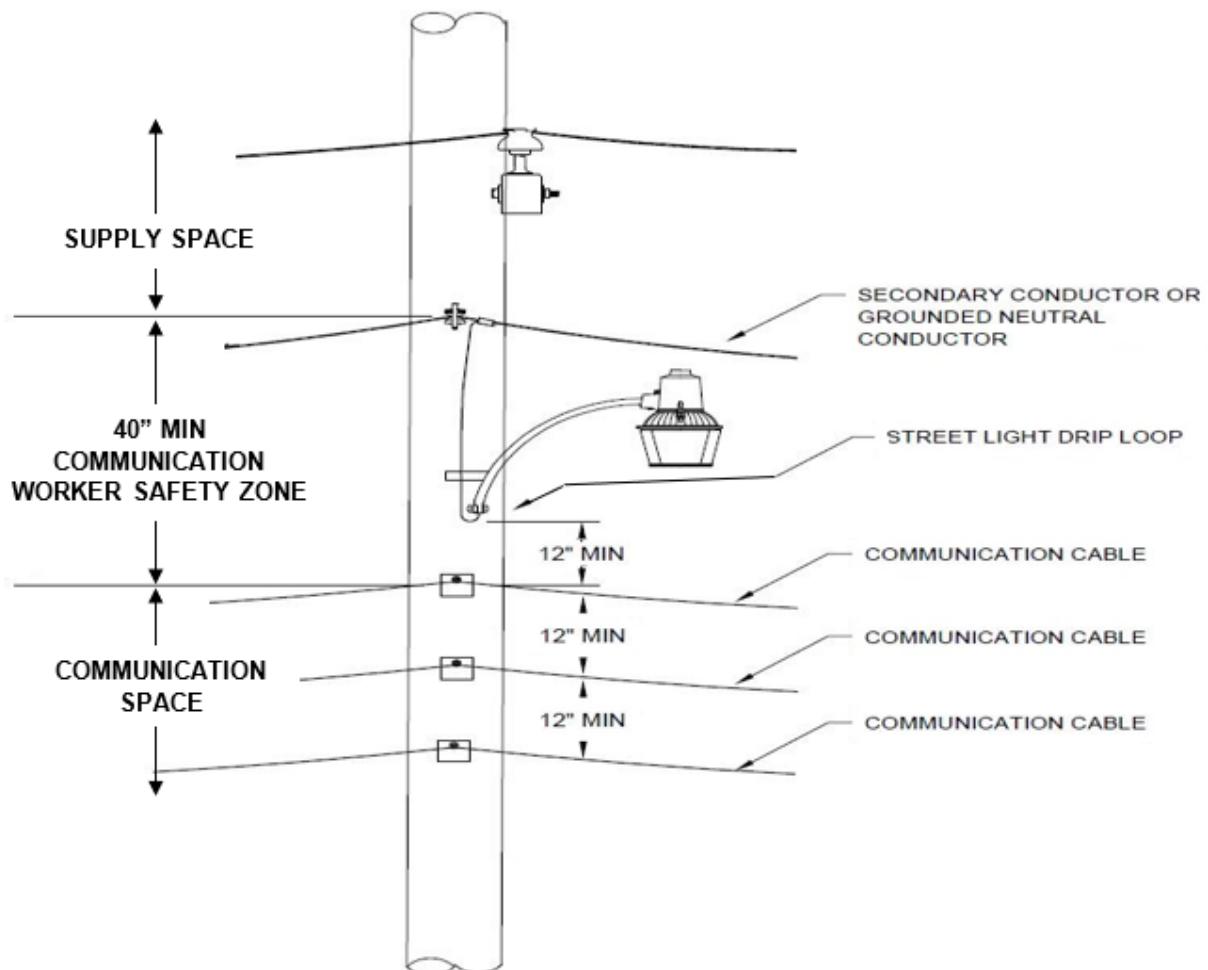 SUPPLY SPACE
SECONDARY CONDUCTOR OR
GROUNDED NEUTRAL
CONDUCTOR
40” MIN
COMMUNICATION
WORKER SAFETY ZONE
STREET LIGHT DRIP LOOP
12" MIN
COMMUNICATION CABLE
12" MIN
COMMUNICATION CABLE
COMMUNICATION
SPACE
12" MIN
COMMUNICATION CABLE